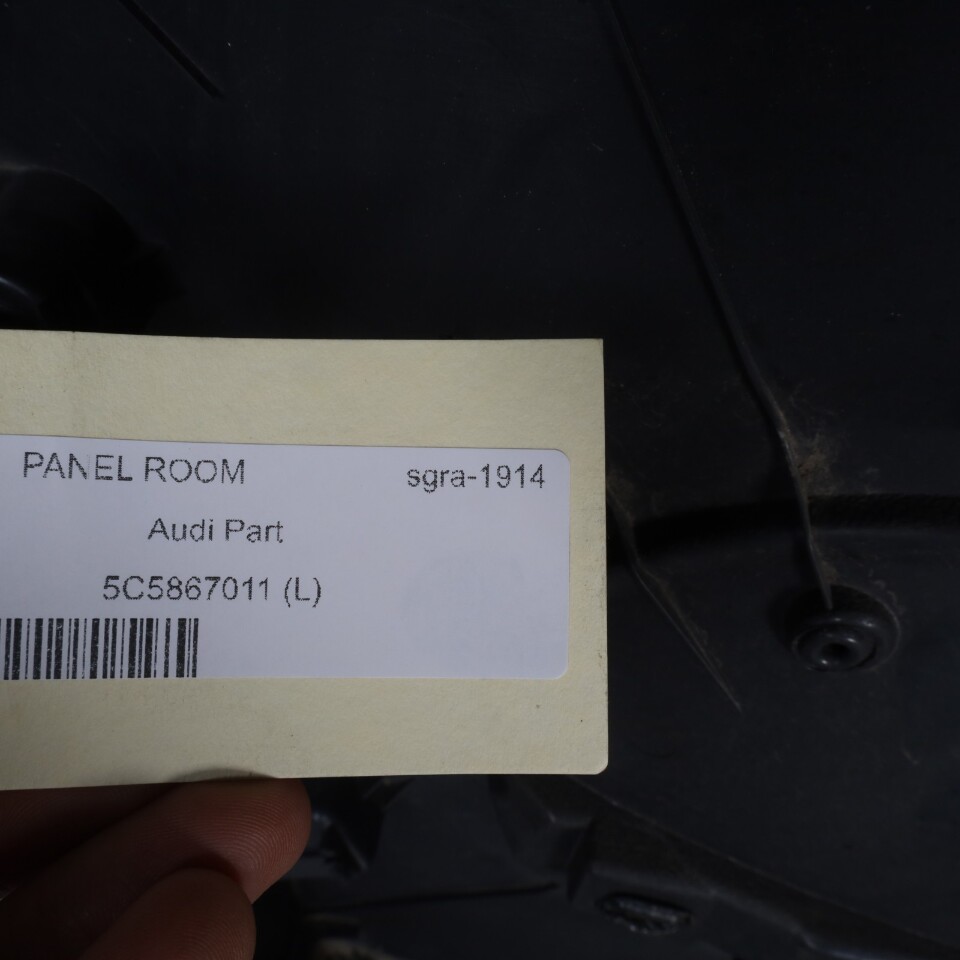 PANEL ROOM sgra-1914
Audi Part
5C5867011 (L)